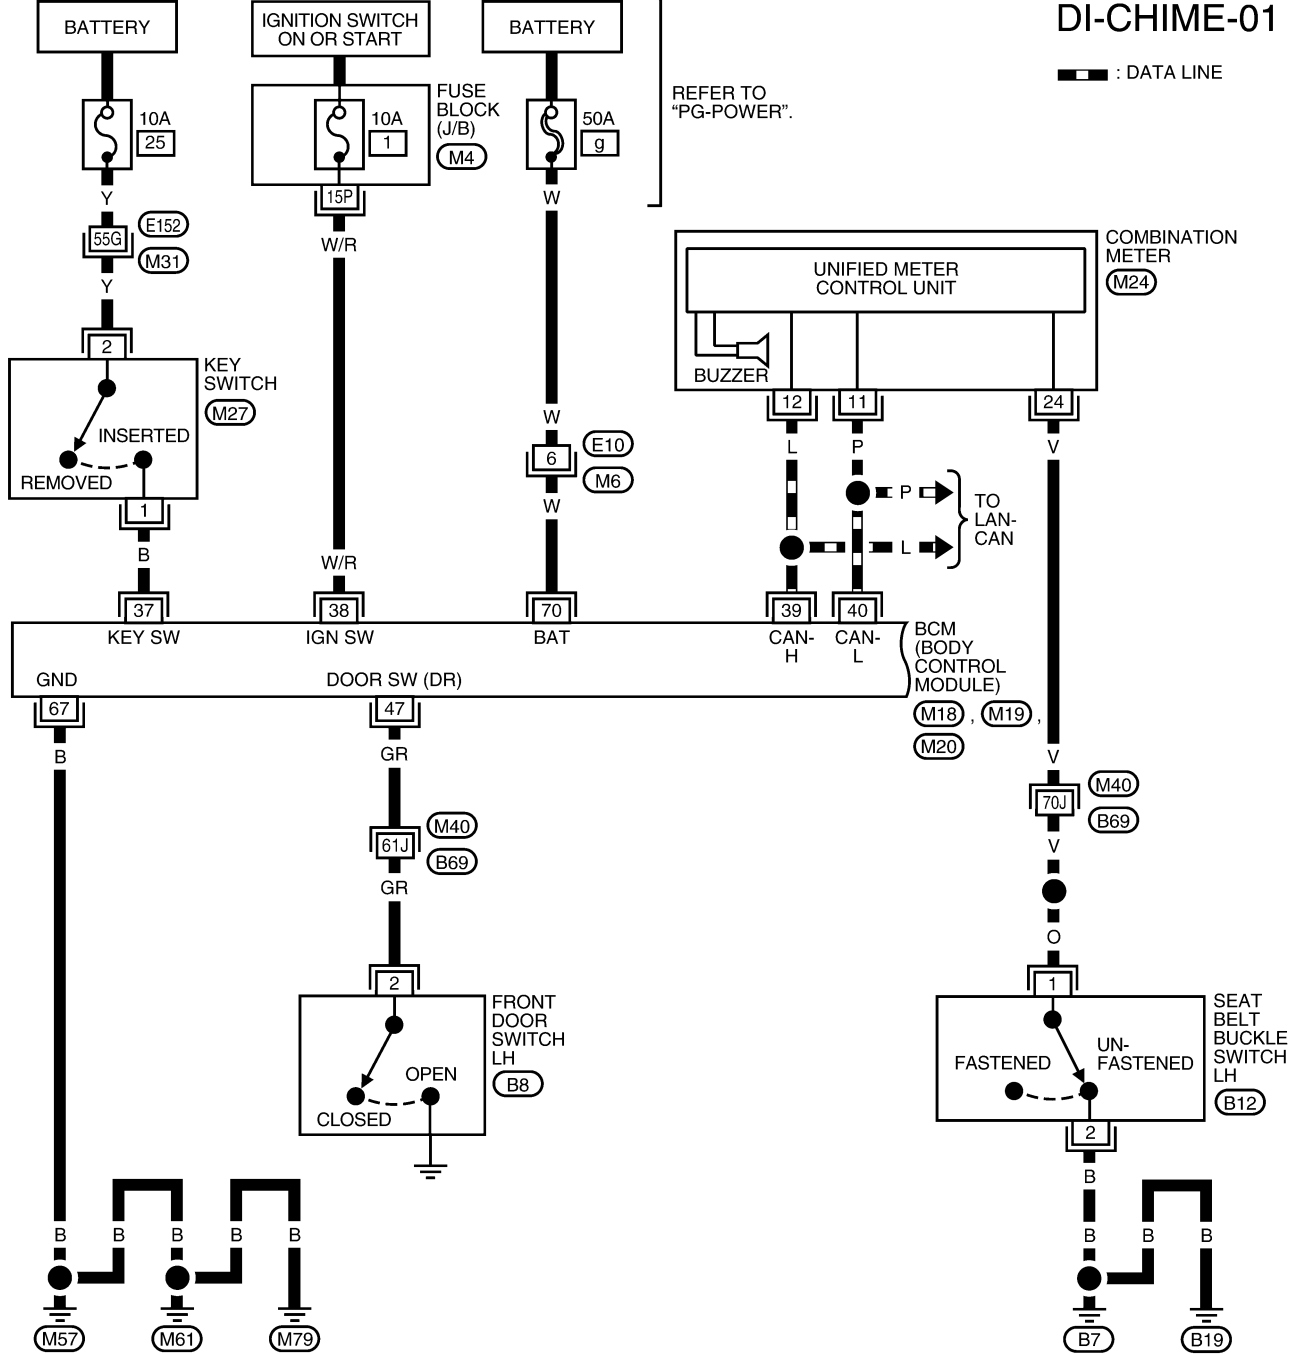 DI-CHIME-01
: DATA LINE
BATTERY
IGNITION SWITCH
ON OR START
BATTERY
REFER TO
“PG-POWER”.
10A
25
10A
1
FUSE
BLOCK
(J/B)
M4
50A
g
15P
Y
55G
E152
M31
Y
W/R
W
2
KEY
SWITCH
M27
INSERTED
REMOVED
1
B
W/R
W
6
E10
M6
W
COMBINATION
METER
M24
UNIFIED METER
CONTROL UNIT
BUZZER
12
11
24
L
P
V
P
L
TO
LAN-
CAN
37
38
70
39
40
KEY SW
IGN SW
BAT
CAN-
H
CAN-
L
GND
DOOR SW (DR)
BCM
(BODY
CONTROL
MODULE)
M18 , M19 ,
M20
67
47
B
GR
61J
M40
B69
GR
V
70J
M40
B69
V
O
2
FRONT
DOOR
SWITCH
LH
B8
OPEN
CLOSED
1
SEAT
BELT
BUCKLE
SWITCH
LH
B12
FASTENED
UN-
FASTENED
2
B
B
B
B
B
B
B
B
B
M57
M61
M79
B7
B19